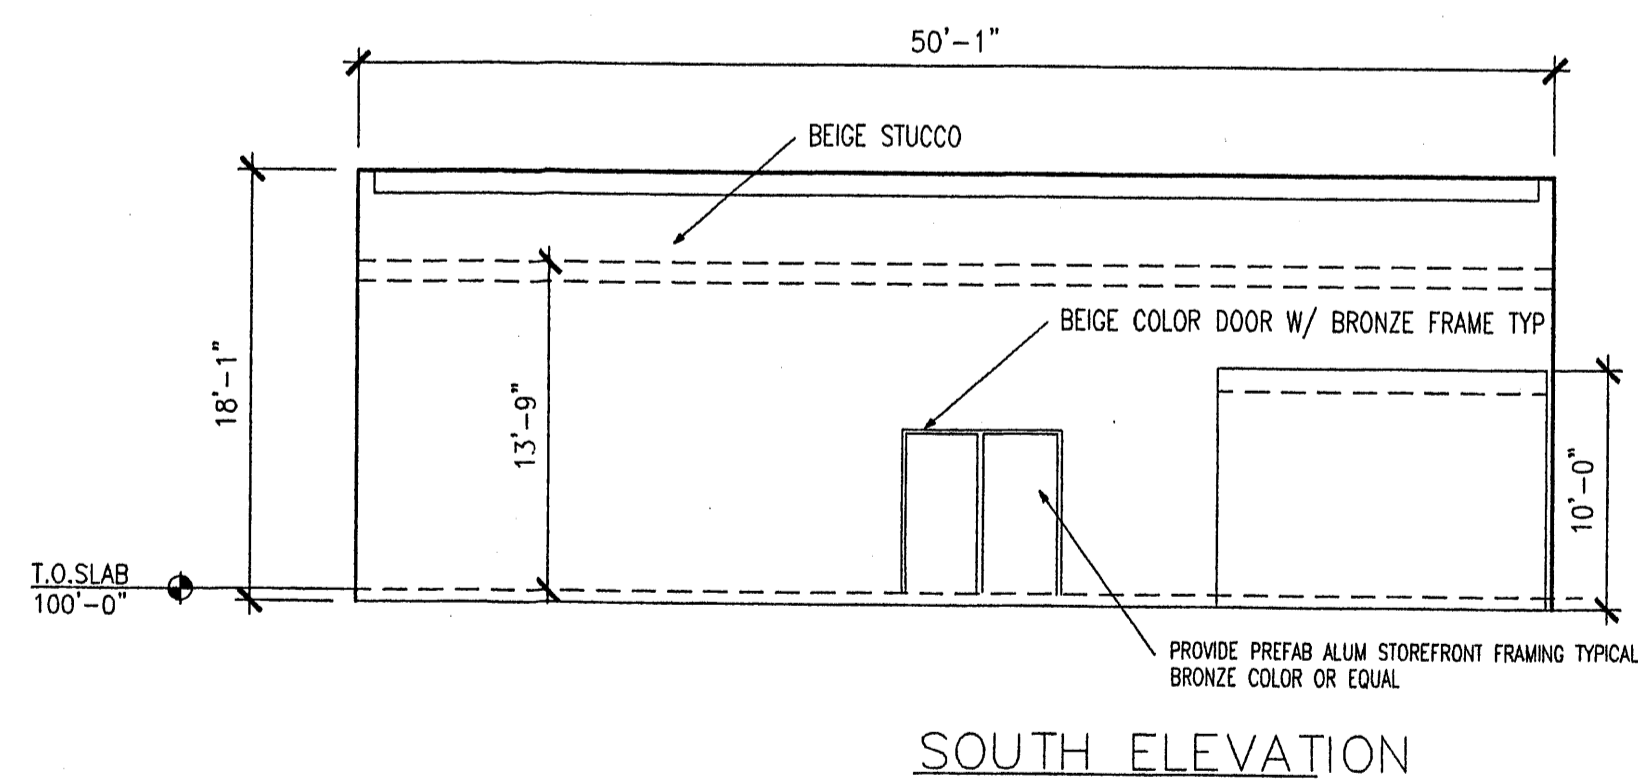 50'-1"
BEIGE STUCCO
BEIGE COLOR DOOR W/ BRONZE FRAME TYP
18'-1"
13'-9"
10'-0"
T.O.SLAB
100'-0"
PROVIDE PREFAB ALUM STOREFRONT FRAMING TYPICAL
BRONZE COLOR OR EQUAL
SOUTH ELEVATION